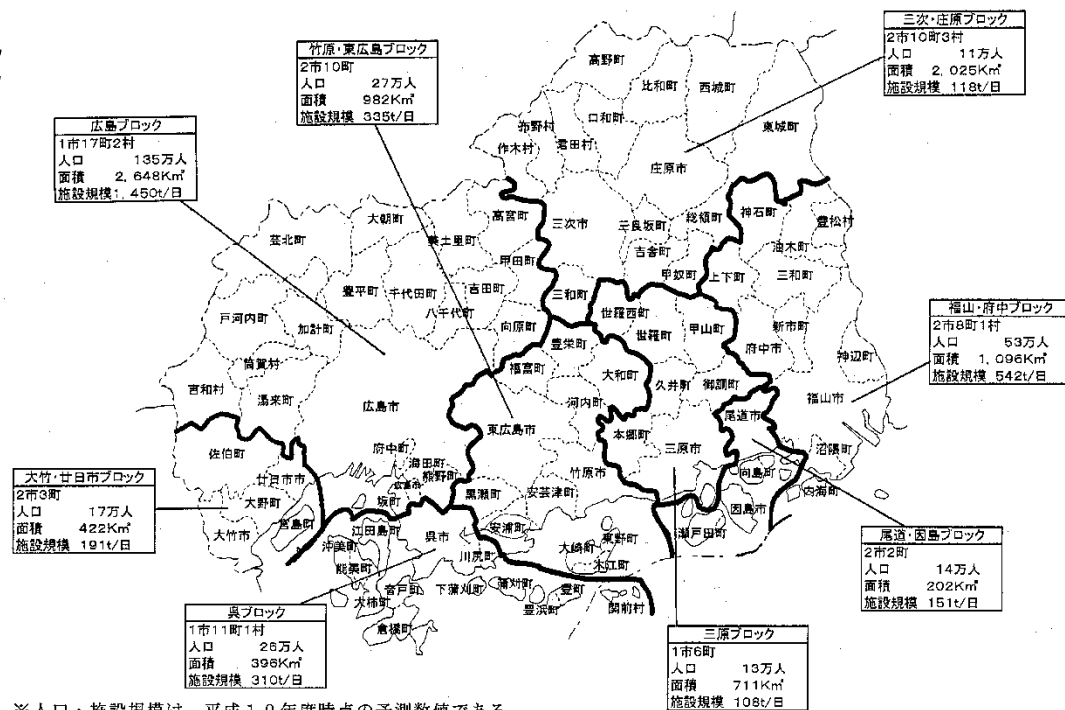 三次・庄原ブロック
2市10町3村
人口 11万人
面積 2,025Km²
施設規模 118t/日
竹原・東広島ブロック
2市10町
人口 27万人
面積 982Km²
施設規模 335t/日
広島ブロック
1市17町2村
人口 135万人
面積 2,648Km²
施設規模1,450t/日
福山・府中ブロック
2市8町1村
人口 53万人
面積 1,096Km²
施設規模 542t/日
大竹・廿日市ブロック
2市3町
人口 17万人
面積 422Km²
施設規模 191t/日
尾道・因島ブロック
2市2町
人口 14万人
面積 202Km²
施設規模 151t/日
呉ブロック
1市11町1村
人口 26万人
面積 396Km²
施設規模 310t/日
三原ブロック
1市6町
人口 13万人
面積 711Km²
施設規模 108t/日
高野町
比和町
西城町
口和町
東城町
布野村
君田村
作木村
庄原市
三次市
三良坂町
総領町
吉舎町
甲奴町
三和町
神石町
豊松村
油木町
上下町
三和町
新市町
府中市
神辺町
福山市
沼隈町
内海町
大朝町
高宮町
芸北町
美土里町
甲田町
豊平町
千代田町
吉田町
八千代町
向原町
戸河内町
加計町
筒賀村
吉和村
湯来町
広島市
府中町
海田町
熊野町
坂町
世羅西町
世羅町
甲山町
豊栄町
福富町
大和町
久井町
御調町
河内町
東広島市
本郷町
三原市
尾道市
向島町
因島市
瀬戸田町
竹原市
黒瀬町
安芸津町
安浦町
東野町
大崎町
木江町
佐伯町
廿日市市
大野町
宮島町
大竹市
江田島町
呉市
沖美町
能美町
川尻町
音戸町
下蒲刈町
蒲刈町
豊町
大柿町
豊浜町
関前村
倉橋町
※人口・施設規模は、平成１９年度時点の予測数値である